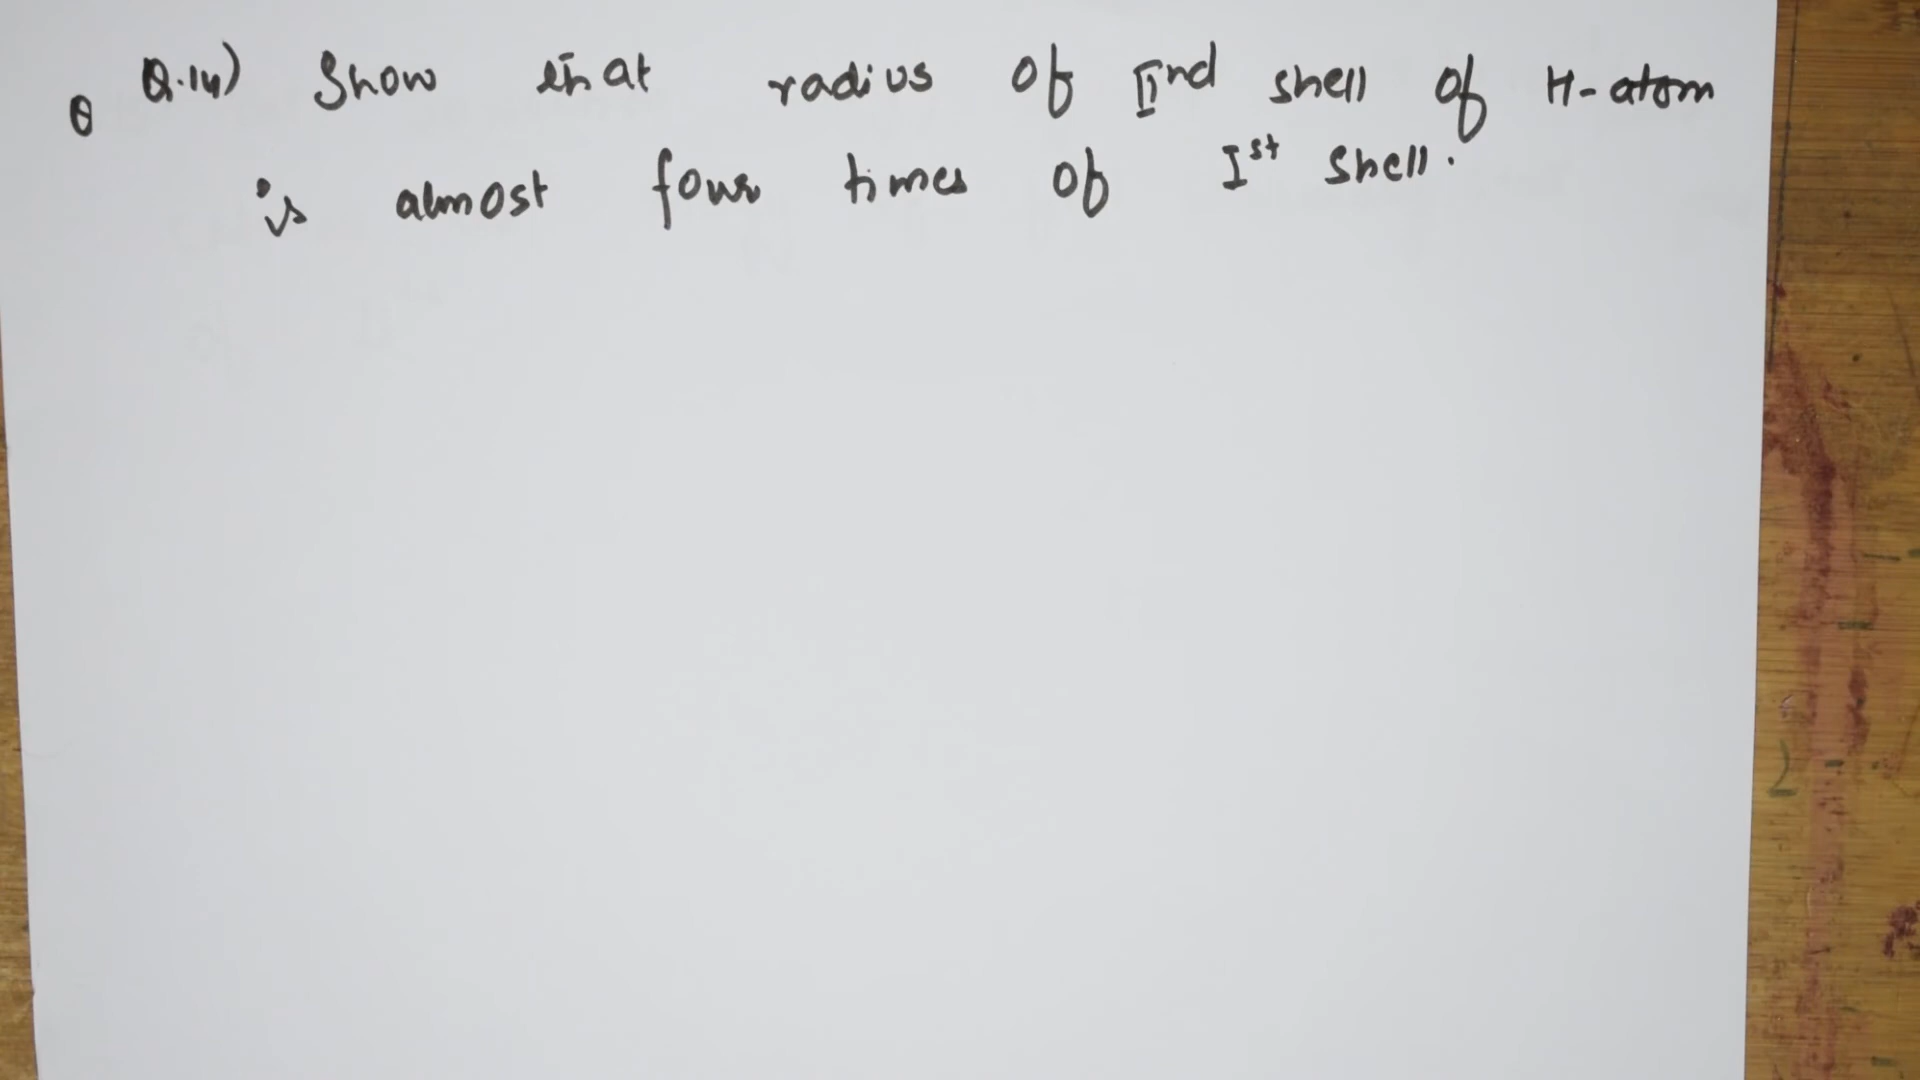 Q Q.14) Show that radius of IInd shell of H-atom
is almost four times of Ist shell.